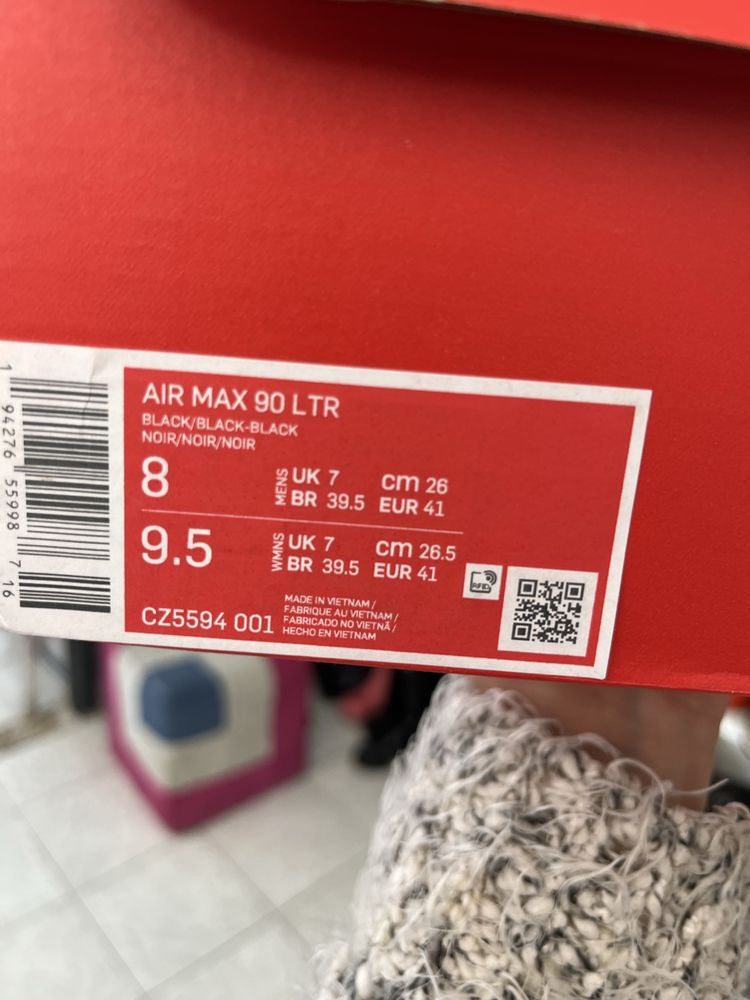 AIR MAX 90 LTR
BLACK/BLACK-BLACK
NOIR/NOIR/NOIR
8
MENS
UK 7 cm 26
BR 39.5 EUR 41
9.5
WMNS
UK 7 cm 26.5
BR 39.5 EUR 41
RFID
CZ5594 001
MADE IN VIETNAM /
FABRIQUE AU VIETNAM /
FABRICADO NO VIETNÃ /
HECHO EN VIETNAM
1 94276 55998 7 16